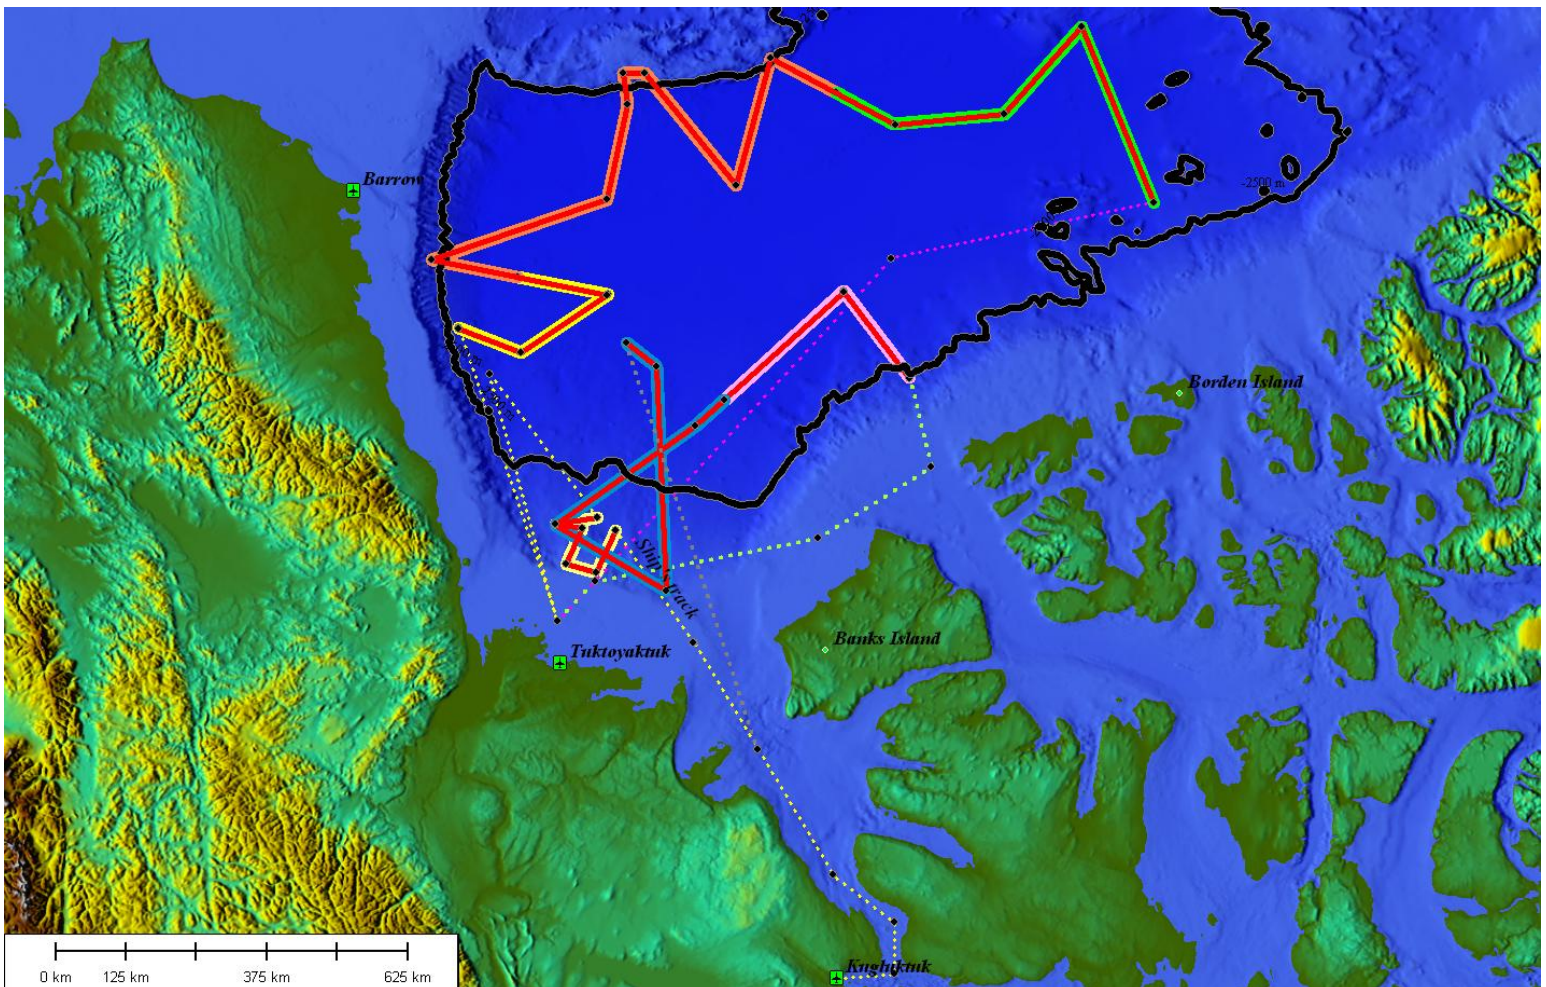 Barrow
-2500 m
Borden Island
Ship track
Banks Island
Tuktoyaktuk
Kugluktuk
0 km 125 km 375 km 625 km